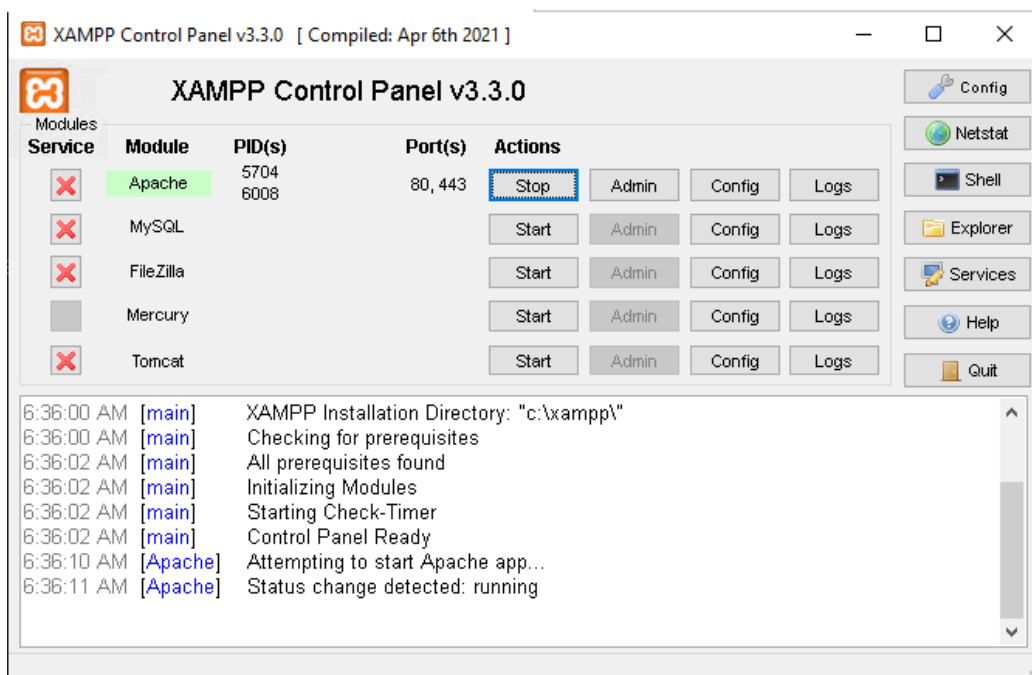 XAMPP Control Panel v3.3.0 [ Compiled: Apr 6th 2021 ]
XAMPP Control Panel v3.3.0
Config
Modules
Service Module PID(s) Port(s) Actions
Netstat
Apache 5704 6008 80, 443 Stop Admin Config Logs
Shell
MySQL Start Admin Config Logs
Explorer
FileZilla Start Admin Config Logs
Services
Mercury Start Admin Config Logs
Help
Tomcat Start Admin Config Logs
Quit
6:36:00 AM [main] XAMPP Installation Directory: "c:\xampp\"
6:36:00 AM [main] Checking for prerequisites
6:36:02 AM [main] All prerequisites found
6:36:02 AM [main] Initializing Modules
6:36:02 AM [main] Starting Check-Timer
6:36:02 AM [main] Control Panel Ready
6:36:10 AM [Apache] Attempting to start Apache app...
6:36:11 AM [Apache] Status change detected: running